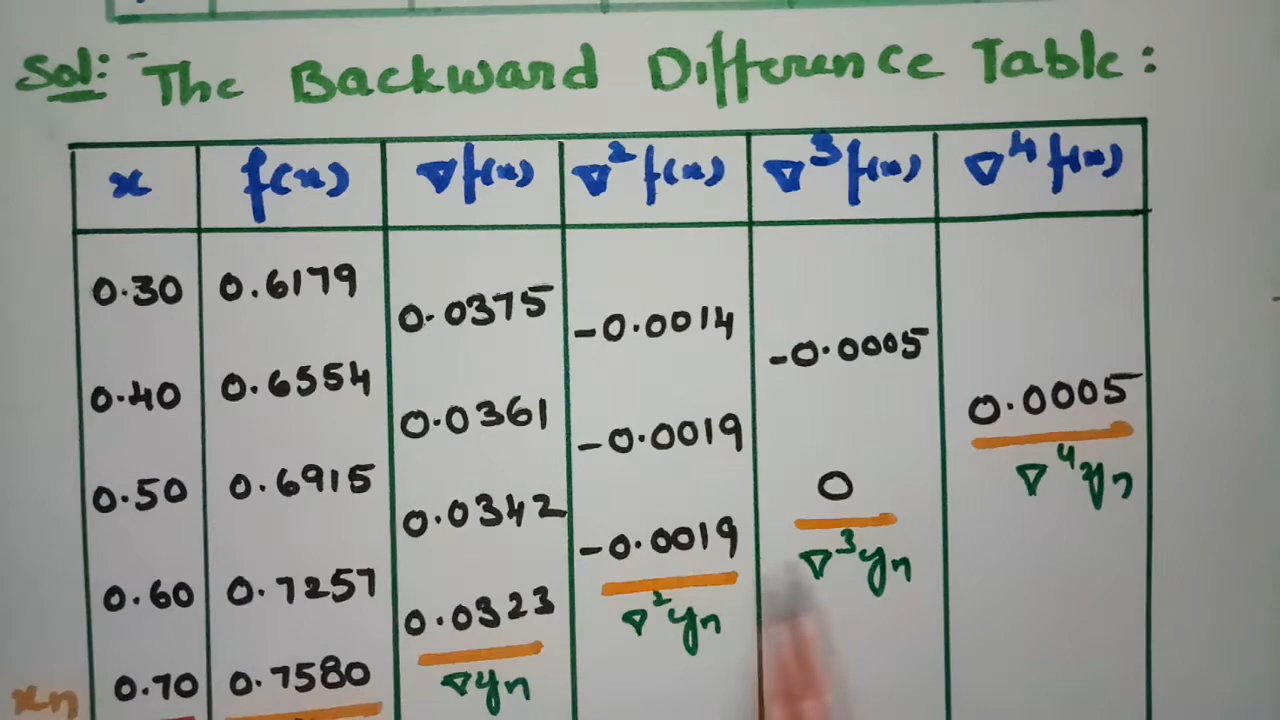 Sol:- The Backward Difference Table:
x f(x) ∇f(x) ∇²f(x) ∇³f(x) ∇⁴f(x)
0.30 0.6179
0.0375 -0.0014 -0.0005
0.40 0.6554 0.0005
0.0361 -0.0019 ∇⁴yn
0.50 0.6915 0
0.0342 -0.0019 ∇³yn
0.60 0.7257 ∇²yn
0.0323
xn 0.70 0.7580 ∇yn